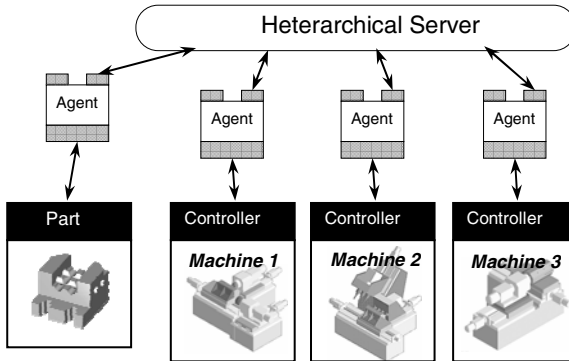 Heterarchical Server
Agent
Agent
Agent
Agent
Part
Controller
Controller
Controller
Machine 1
Machine 2
Machine 3